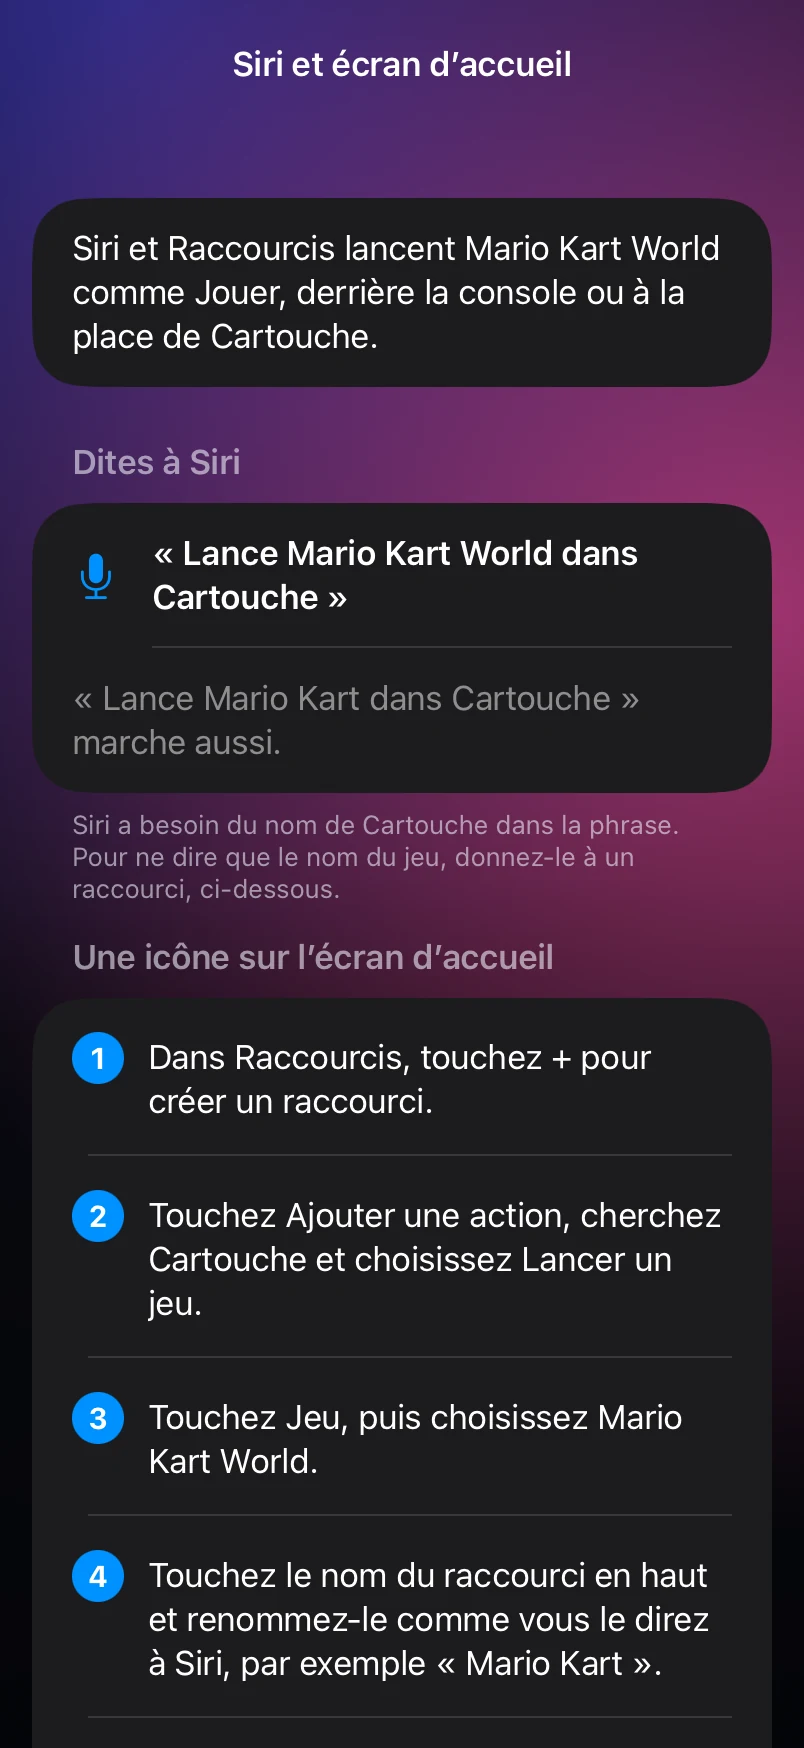 Siri et écran d’accueil
Siri et Raccourcis lancent Mario Kart World
comme Jouer, derrière la console ou à la
place de Cartouche.
Dites à Siri
« Lance Mario Kart World dans
Cartouche »
« Lance Mario Kart dans Cartouche »
marche aussi.
Siri a besoin du nom de Cartouche dans la phrase.
Pour ne dire que le nom du jeu, donnez-le à un
raccourci, ci-dessous.
Une icône sur l’écran d’accueil
1 Dans Raccourcis, touchez + pour
créer un raccourci.
2 Touchez Ajouter une action, cherchez
Cartouche et choisissez Lancer un
jeu.
3 Touchez Jeu, puis choisissez Mario
Kart World.
4 Touchez le nom du raccourci en haut
et renommez-le comme vous le direz
à Siri, par exemple « Mario Kart ».